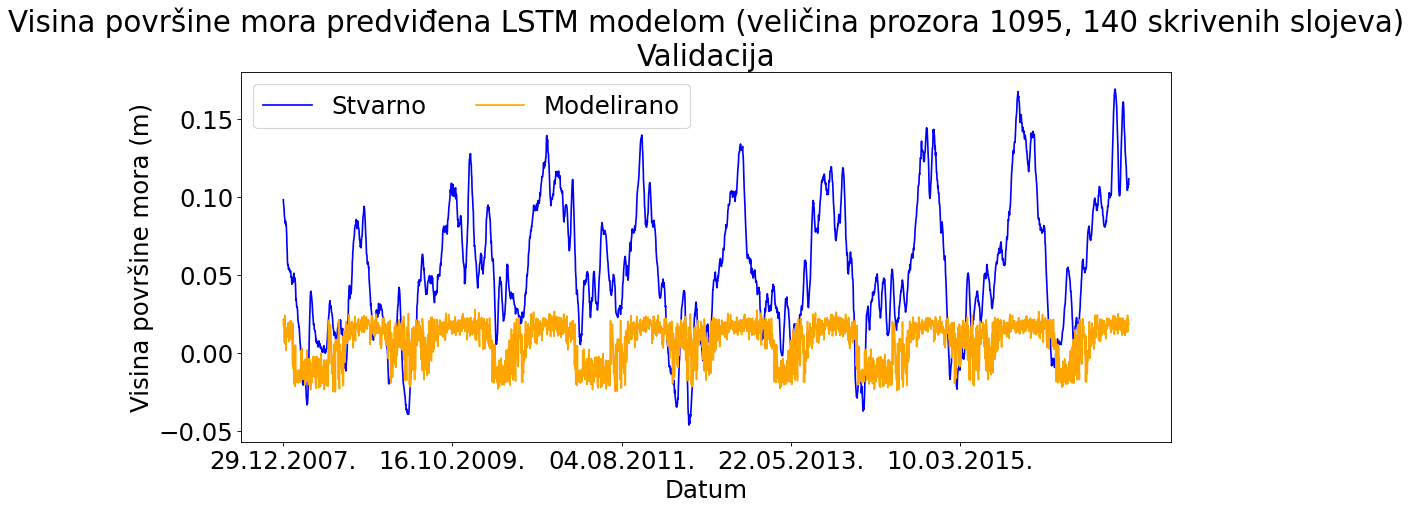 Visina površine mora predviđena LSTM modelom (veličina prozora 1095, 140 skrivenih slojeva)
Validacija
Stvarno
Modelirano
Visina površine mora (m)
0.15
0.10
0.05
0.00
−0.05
29.12.2007.
16.10.2009.
04.08.2011.
22.05.2013.
10.03.2015.
Datum